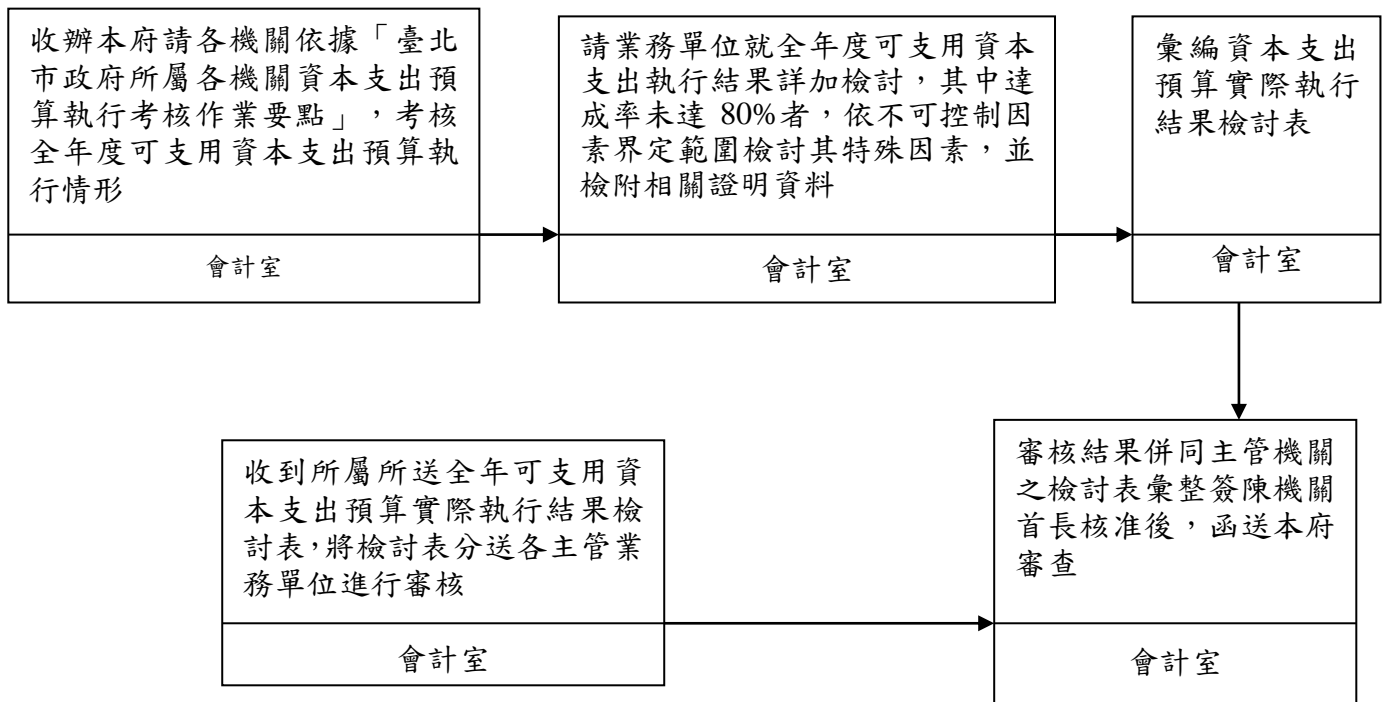 收辦本府請各機關依據「臺北
市政府所屬各機關資本支出預
算執行考核作業要點」，考核
全年度可支用資本支出預算執
行情形
會計室
請業務單位就全年度可支用資本
支出執行結果詳加檢討，其中達
成率未達 80%者，依不可控制因
素界定範圍檢討其特殊因素，並
檢附相關證明資料
會計室
彙編資本支出
預算實際執行
結果檢討表
會計室
收到所屬所送全年可支用資
本支出預算實際執行結果檢
討表，將檢討表分送各主管業
務單位進行審核
會計室
審核結果併同主管機關
之檢討表彙整簽陳機關
首長核准後，函送本府
審查
會計室